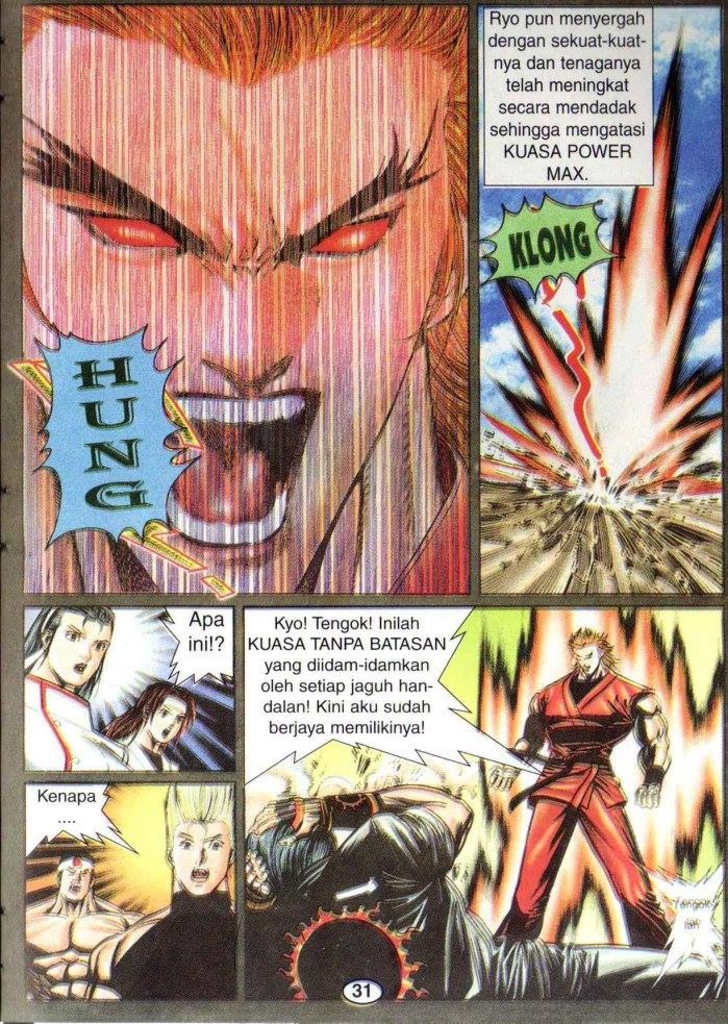 Ryo pun menyergah
dengan sekuat-kuat-
nya dan tenaganya
telah meningkat
secara mendadak
sehingga mengatasi
KUASA POWER
MAX.
KLONG
HUNG
Apa
ini!?
Kyo! Tengok! Inilah
KUASA TANPA BATASAN
yang diidam-idamkan
oleh setiap jaguh han-
dalan! Kini aku sudah
berjaya memilikinya!
Kenapa
....
Tengok
lah
31